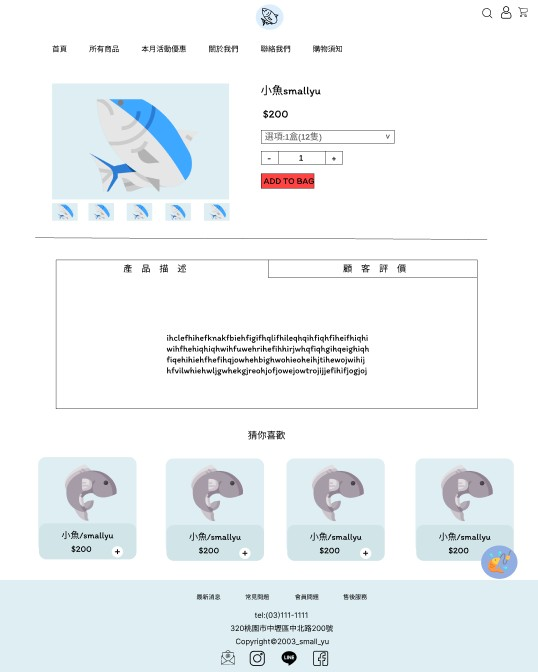 首頁 所有商品 本月活動優惠 關於我們 聯絡我們 購物須知
小魚smallyu
$200
選項:1盒(12隻) v
- 1 +
ADD TO BAG
產 品 描 述 顧 客 評 價
ihclefhihefknakfbiehfigifhqlifhileqhqihfiqhfiheifhiqhi
wihfhehiqhiqhwihfuwehrihefihhirjwhqfiqhgihqeighiqh
fiqehihiehfhefihqjowhehbighwohieoheihjtihewojwihij
hfvilwhiehwljgwhekgjreohjofjowejowtrojijjefihifjogjoj
猜你喜歡
小魚/smallyu 小魚/smallyu 小魚/smallyu 小魚/smallyu
$200 + $200 + $200 + $200
最新消息 常見問題 會員問題 售後服務
tel:(03)111-1111
320桃園市中壢區中北路200號
Copyright©2003_small_yu
LINE